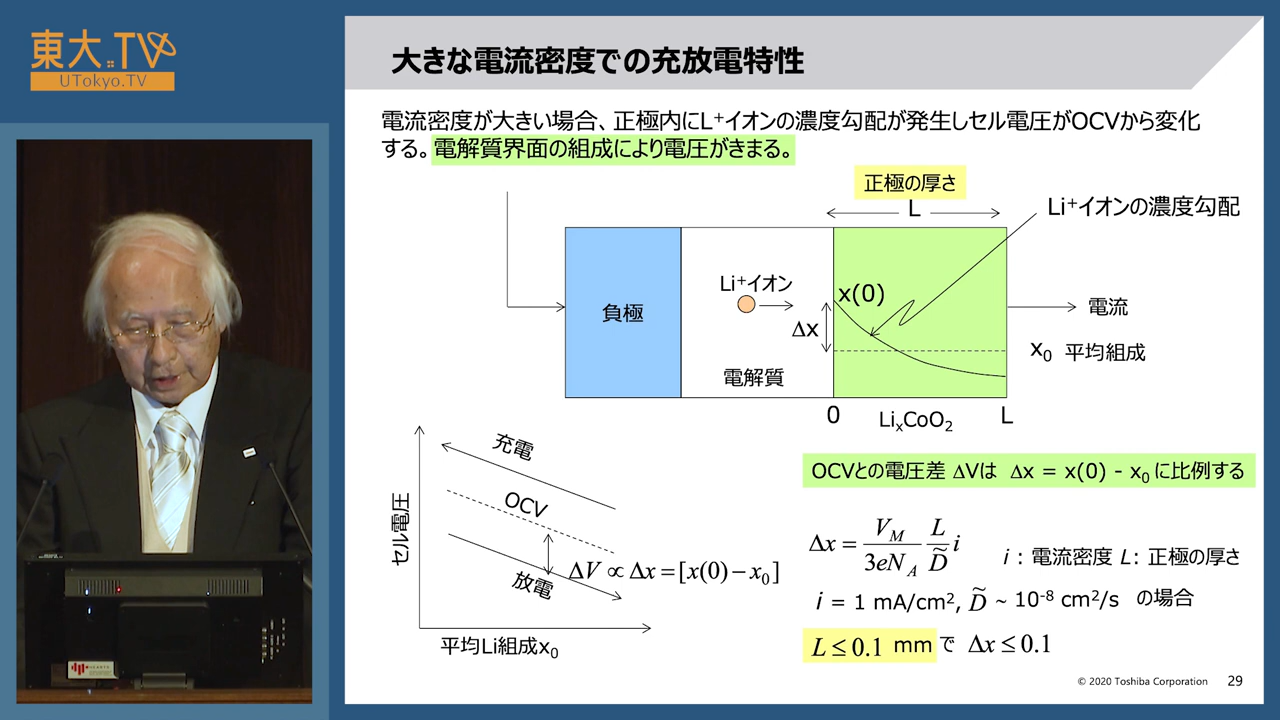 東大.TV
UTokyo.TV
大きな電流密度での充放電特性
電流密度が大きい場合、正極内にL⁺イオンの濃度勾配が発生しセル電圧がOCVから変化
する。電解質界面の組成により電圧がきまる。
正極の厚さ
L
Li⁺イオンの濃度勾配
Li⁺イオン
x(0)
負極
Δx
電流
x₀ 平均組成
電解質
0
LiₓCoO₂
L
充電
OCV
セル電圧
ΔV ∝ Δx = [x(0) − x₀]
放電
平均Li組成x₀
OCVとの電圧差 ΔVは Δx = x(0) - x₀ に比例する
Δx = V_M/3eN_A L/D̃ i
i : 電流密度 L: 正極の厚さ
i = 1 mA/cm², D̃ ~ 10⁻⁸ cm²/s の場合
L ≤ 0.1 mm で Δx ≤ 0.1
© 2020 Toshiba Corporation 29